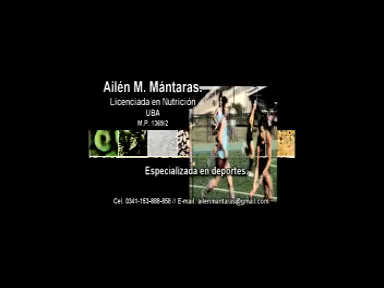 Ailén M. Mántaras
Licenciada en Nutrición
UBA
M.P. 1369/2
Especializada en deportes.
Cel. 0341-153-888-858 // E-mail: ailenmantaras@gmail.com